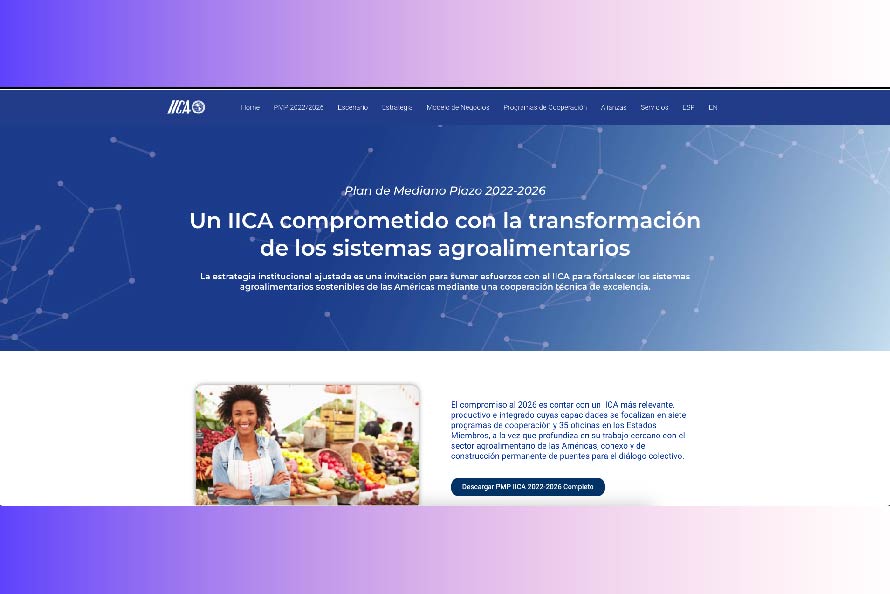 IICA
Home PMP 2022/2026 Escenario Estrategia Modelo de Negocios Programas de Cooperación Alianzas Servicios ESP EN
Plan de Mediano Plazo 2022-2026
Un IICA comprometido con la transformación
de los sistemas agroalimentarios
La estrategia institucional ajustada es una invitación para sumar esfuerzos con el IICA para fortalecer los sistemas
agroalimentarios sostenibles de las Américas mediante una cooperación técnica de excelencia.
El compromiso al 2026 es contar con un IICA más relevante,
productivo e integrado cuyas capacidades se focalizan en siete
programas de cooperación y 35 oficinas en los Estados
Miembros, a la vez que profundiza en su trabajo cercano con el
sector agroalimentario de las Américas, conexo y de
construcción permanente de puentes para el diálogo colectivo.
Descargar PMP IICA 2022-2026 Completo